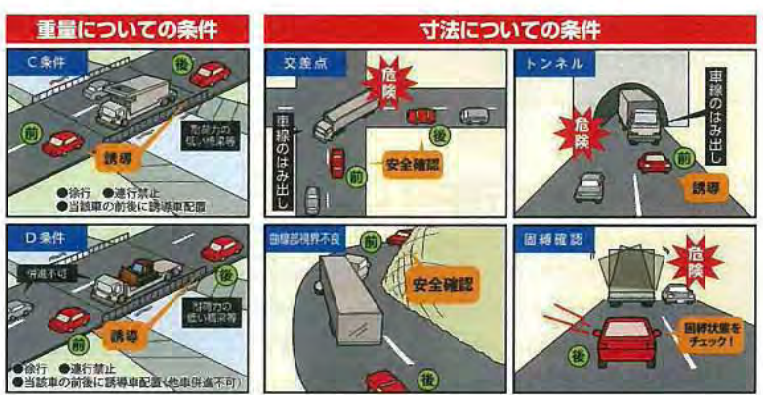 重量についての条件
C条件
後
前
耐荷力の
低い橋梁等
誘導
●徐行 ●連行禁止
●当該車の前後に誘導車配置
D条件
併進不可
後
耐荷力の
低い橋梁等
前
誘導
●徐行 ●連行禁止
●当該車の前後に誘導車配置(他車併進不可)
寸法についての条件
交差点
危険
車線のはみ出し
後
前
安全確認
トンネル
車線のはみ出し
危険
前
誘導
曲線部視界不良
前
安全確認
後
固縛確認
危険
固縛状態を
チェック!
後